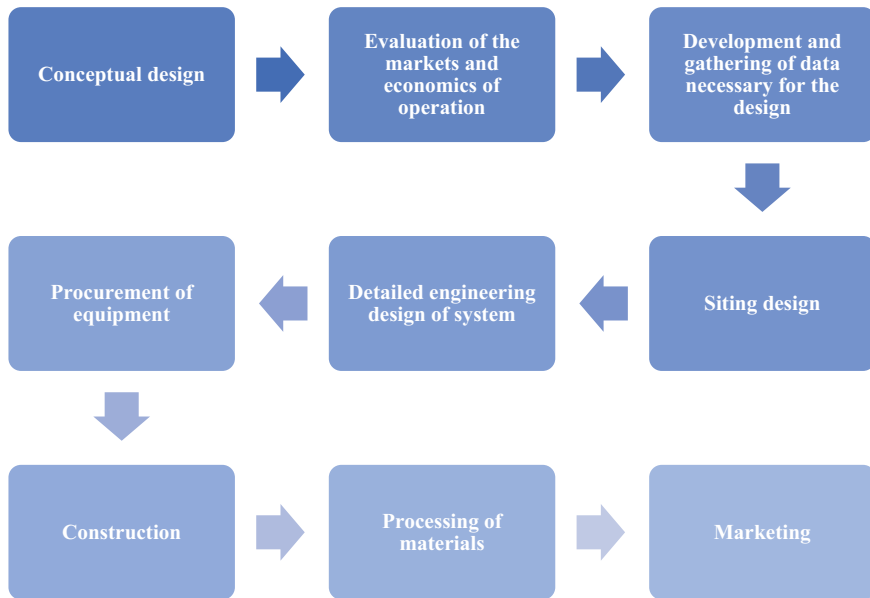 Conceptual design
Evaluation of the
markets and
economics of
operation
Development and
gathering of data
necessary for the
design
Siting design
Detailed engineering
design of system
Procurement of
equipment
Construction
Processing of
materials
Marketing